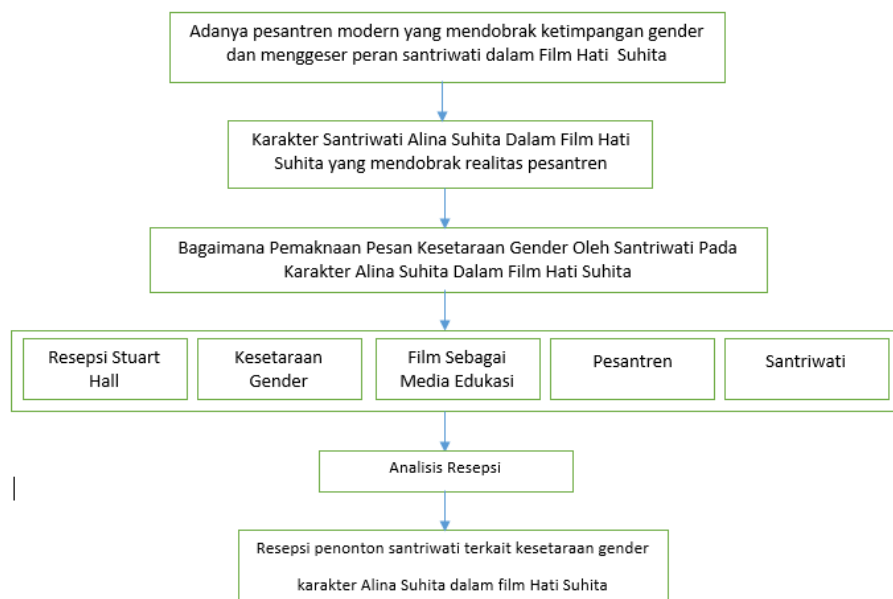 Adanya pesantren modern yang mendobrak ketimpangan gender
dan menggeser peran santriwati dalam Film Hati Suhita
Karakter Santriwati Alina Suhita Dalam Film Hati
Suhita yang mendobrak realitas pesantren
Bagaimana Pemaknaan Pesan Kesetaraan Gender Oleh Santriwati Pada
Karakter Alina Suhita Dalam Film Hati Suhita
Resepsi Stuart
Hall
Kesetaraan
Gender
Film Sebagai
Media Edukasi
Pesantren
Santriwati
Analisis Resepsi
Resepsi penonton santriwati terkait kesetaraan gender
karakter Alina Suhita dalam film Hati Suhita